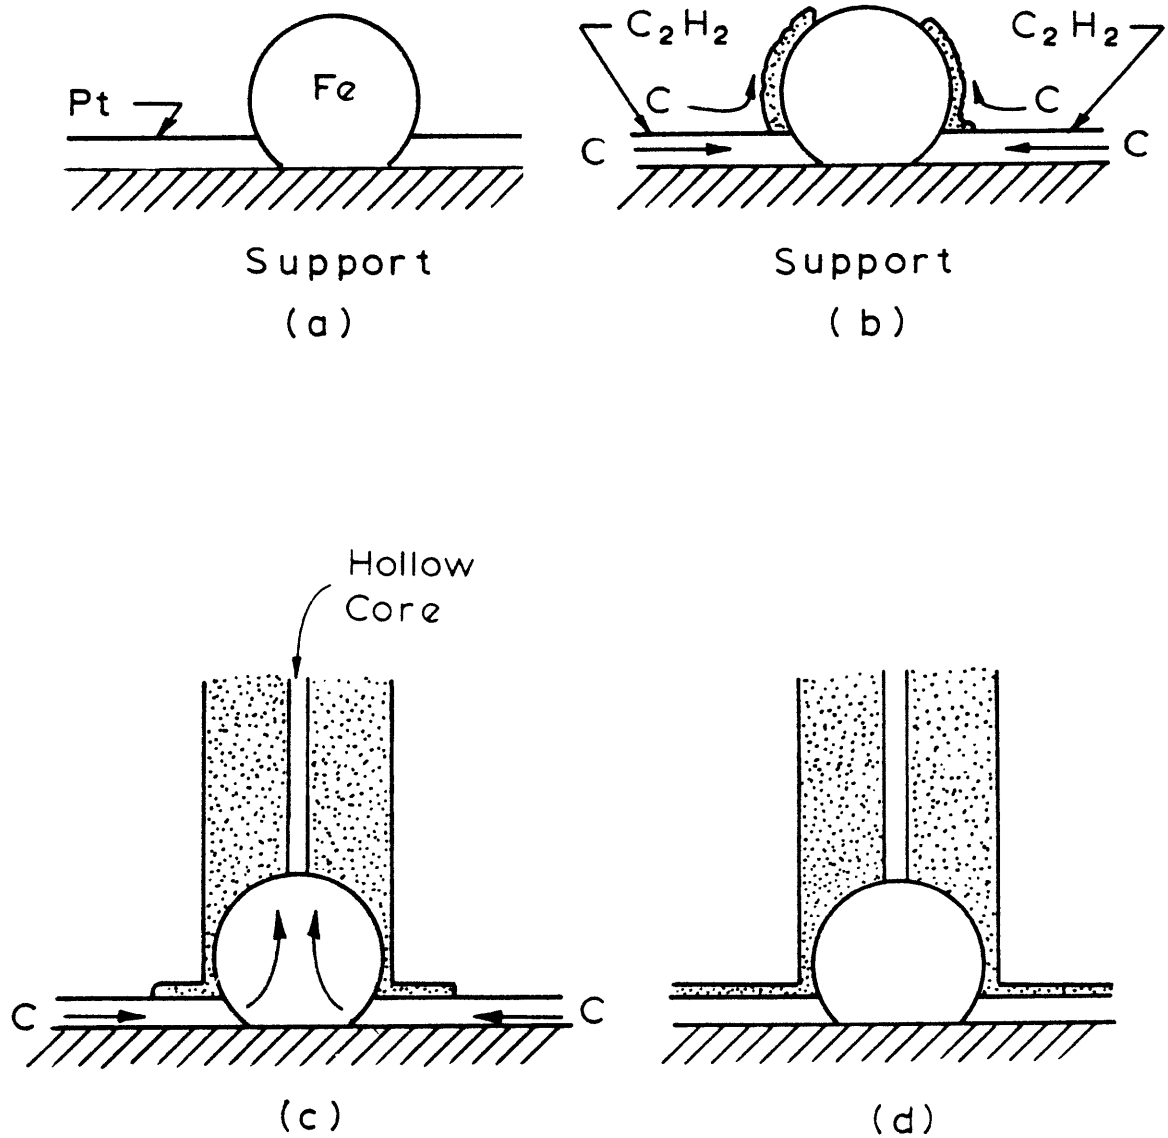 Fe
Pt
Support
(a)
C₂H₂ C₂H₂
C C
C C
Support
(b)
Hollow
Core
C C
(c)
(d)